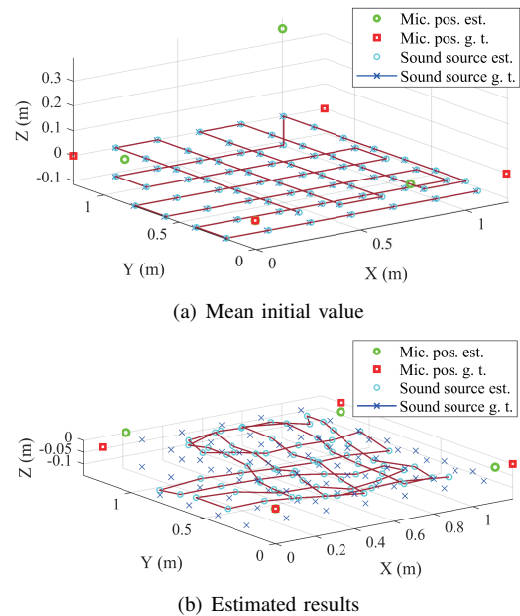 Mic. pos. est.
Mic. pos. g. t.
Sound source est.
Sound source g. t.
Z (m)
0.3
0.2
0.1
0
-0.1
1
0.5
0
Y (m)
0
0.5
1
X (m)
(a) Mean initial value
Mic. pos. est.
Mic. pos. g. t.
Sound source est.
Sound source g. t.
Z (m)
0
-0.05
-0.1
1
0.5
0
Y (m)
0
0.2
0.4
0.6
0.8
1
X (m)
(b) Estimated results